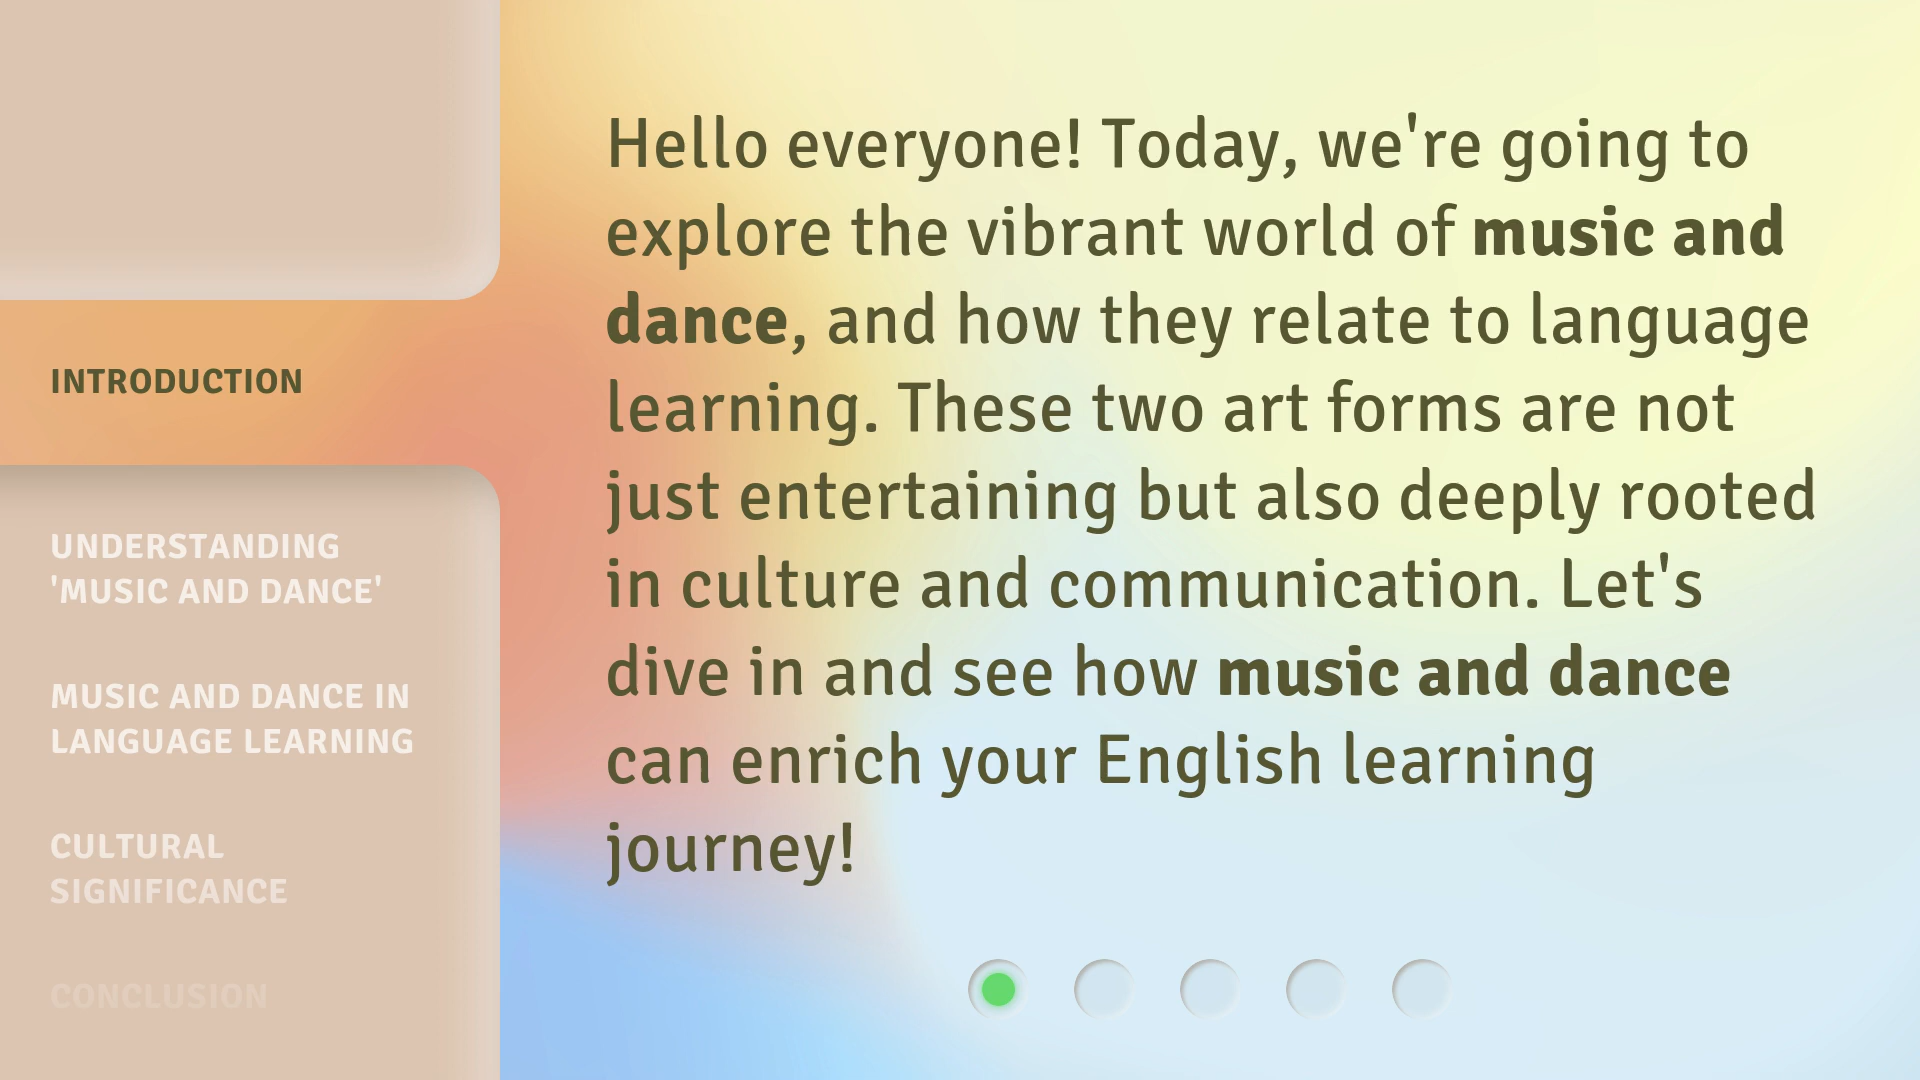 INTRODUCTION
UNDERSTANDING
'MUSIC AND DANCE'
MUSIC AND DANCE IN
LANGUAGE LEARNING
CULTURAL
SIGNIFICANCE
CONCLUSION
Hello everyone! Today, we're going to
explore the vibrant world of music and
dance, and how they relate to language
learning. These two art forms are not
just entertaining but also deeply rooted
in culture and communication. Let's
dive in and see how music and dance
can enrich your English learning
journey!